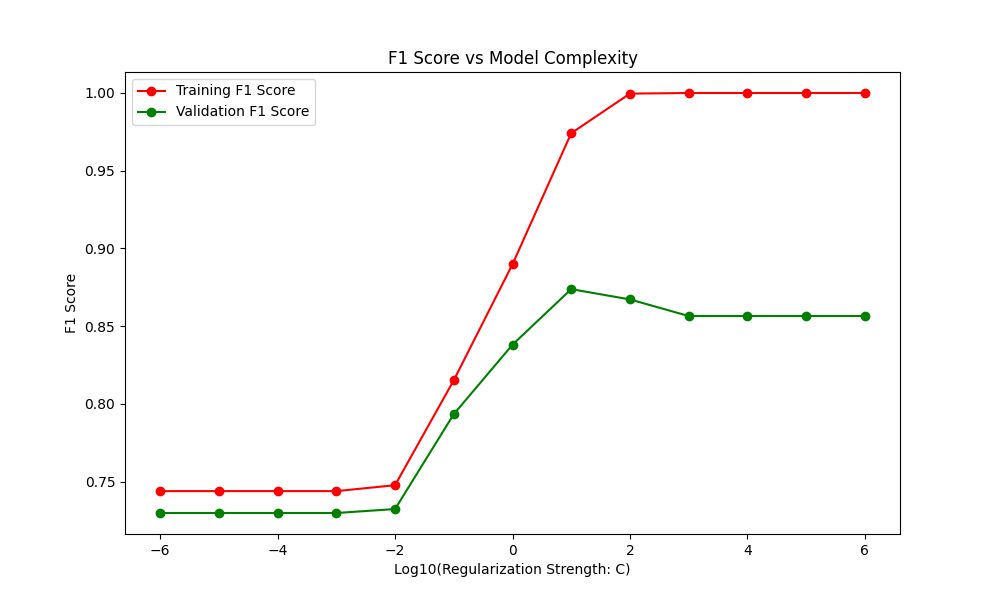 F1 Score vs Model Complexity
Training F1 Score
Validation F1 Score
1.00
0.95
0.90
0.85
0.80
0.75
F1 Score
−6
−4
−2
0
2
4
6
Log10(Regularization Strength: C)